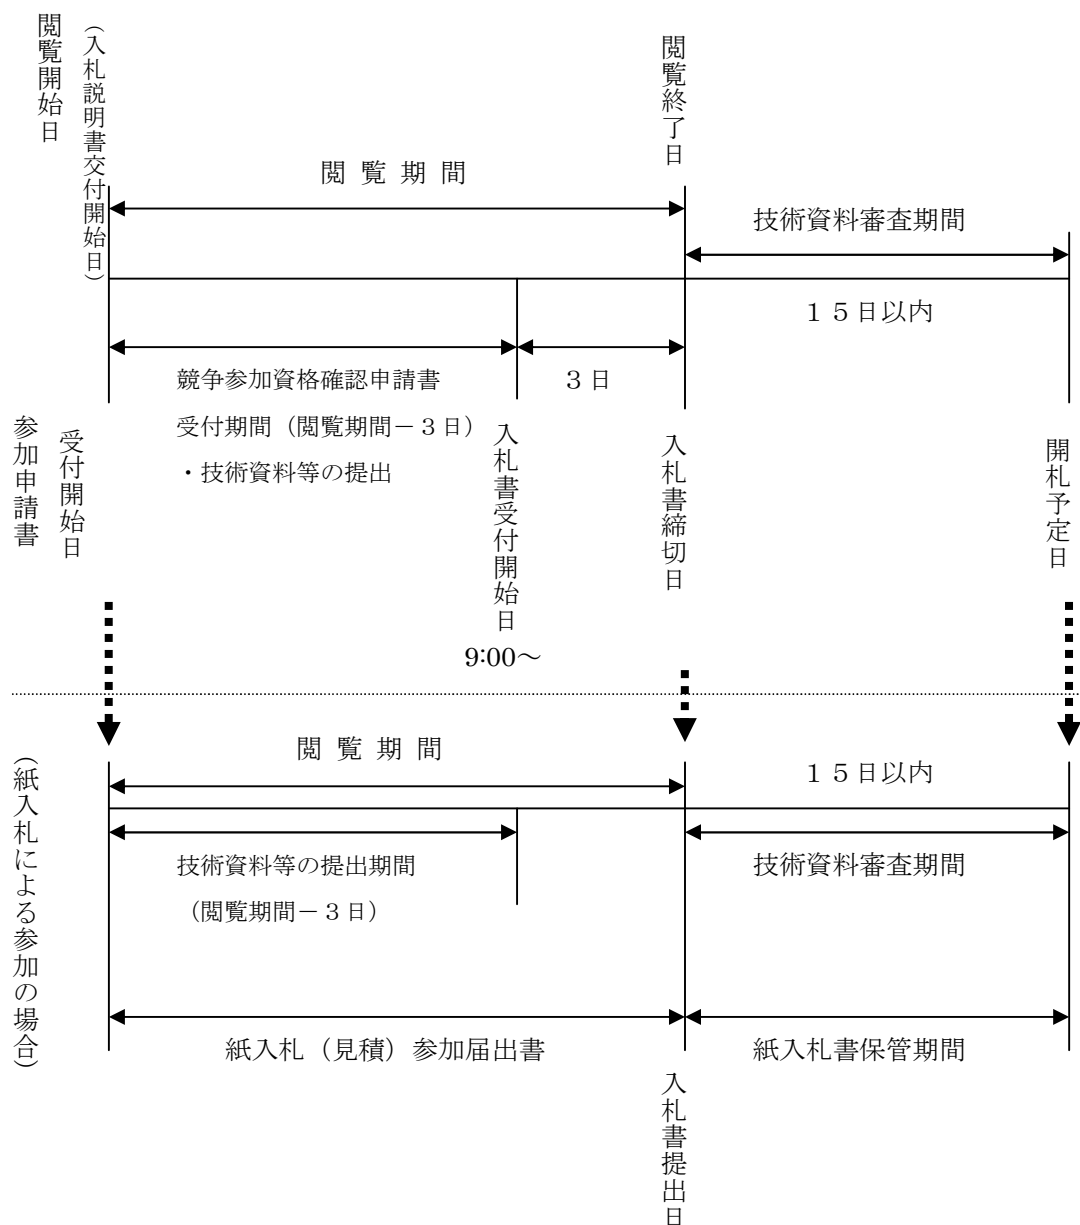 閲覧開始日
（入札説明書交付開始日）
閲覧終了日
閲 覧 期 間
技術資料審査期間
１５日以内
競争参加資格確認申請書
受付期間（閲覧期間－３日）
・技術資料等の提出
３日
参加申請書
受付開始日
入札書受付開始日
9:00～
入札書締切日
開札予定日
（紙入札による参加の場合）
閲 覧 期 間
１５日以内
技術資料等の提出期間
（閲覧期間－３日）
技術資料審査期間
紙入札（見積）参加届出書
紙入札書保管期間
入札書提出日